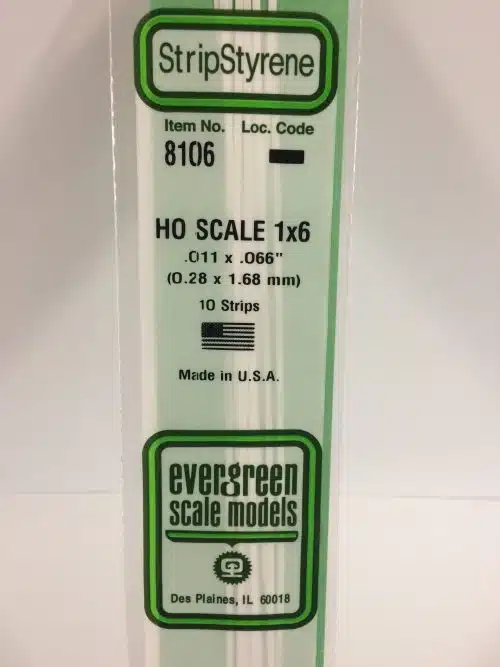 StripStyrene
Item No. Loc. Code
8106
HO SCALE 1x6
.011 x .066"
(0.28 x 1.68 mm)
10 Strips
Made in U.S.A.
evergreen
scale models
Des Plaines, IL 60018